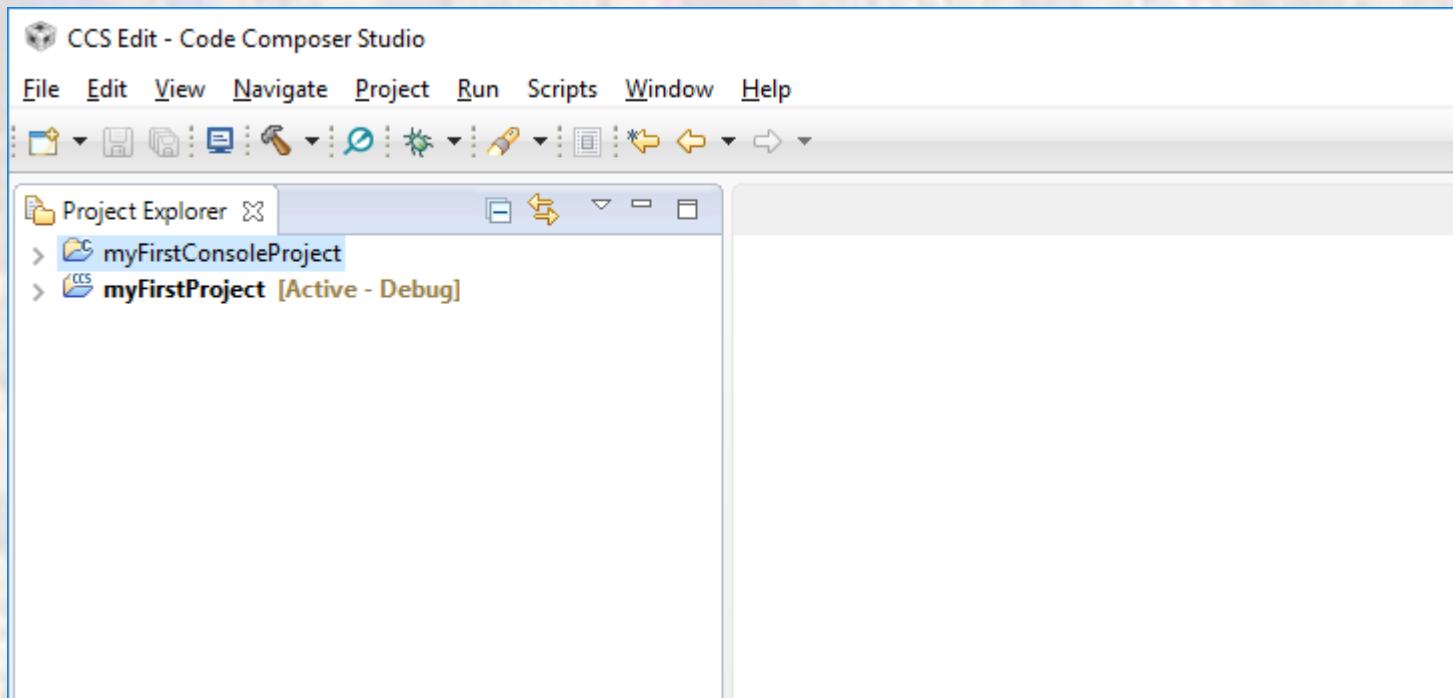 CCS Edit - Code Composer Studio
File Edit View Navigate Project Run Scripts Window Help
Project Explorer
C myFirstConsoleProject
CCS myFirstProject [Active - Debug]